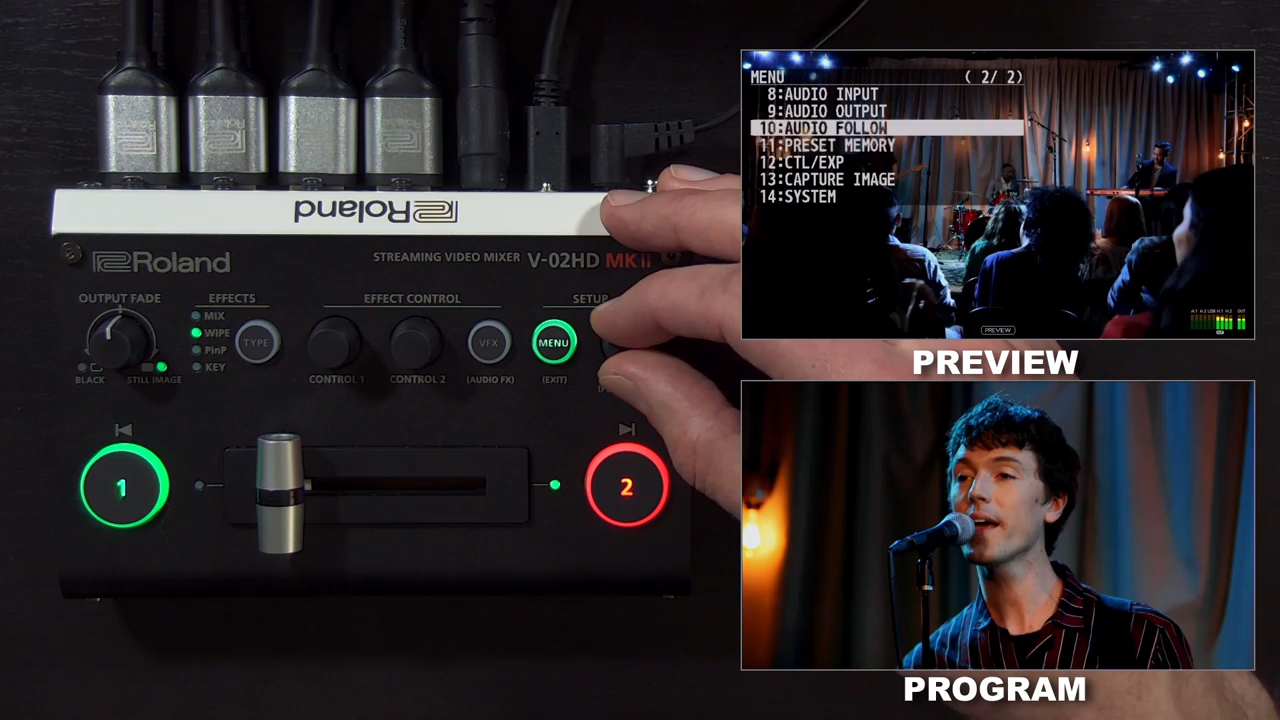 Roland
Roland
STREAMING VIDEO MIXER V-02HD MK II
OUTPUT FADE
EFFECTS
EFFECT CONTROL
SETUP
MIX
WIPE
PinP
KEY
TYPE
VFX
MENU
BLACK
STILL IMAGE
CONTROL 1
CONTROL 2
(AUDIO FX)
(EXIT)
1
2
MENU ( 2/ 2)
8:AUDIO INPUT
9:AUDIO OUTPUT
10:AUDIO FOLLOW
11:PRESET MEMORY
12:CTL/EXP
13:CAPTURE IMAGE
14:SYSTEM
PREVIEW
PREVIEW
PROGRAM